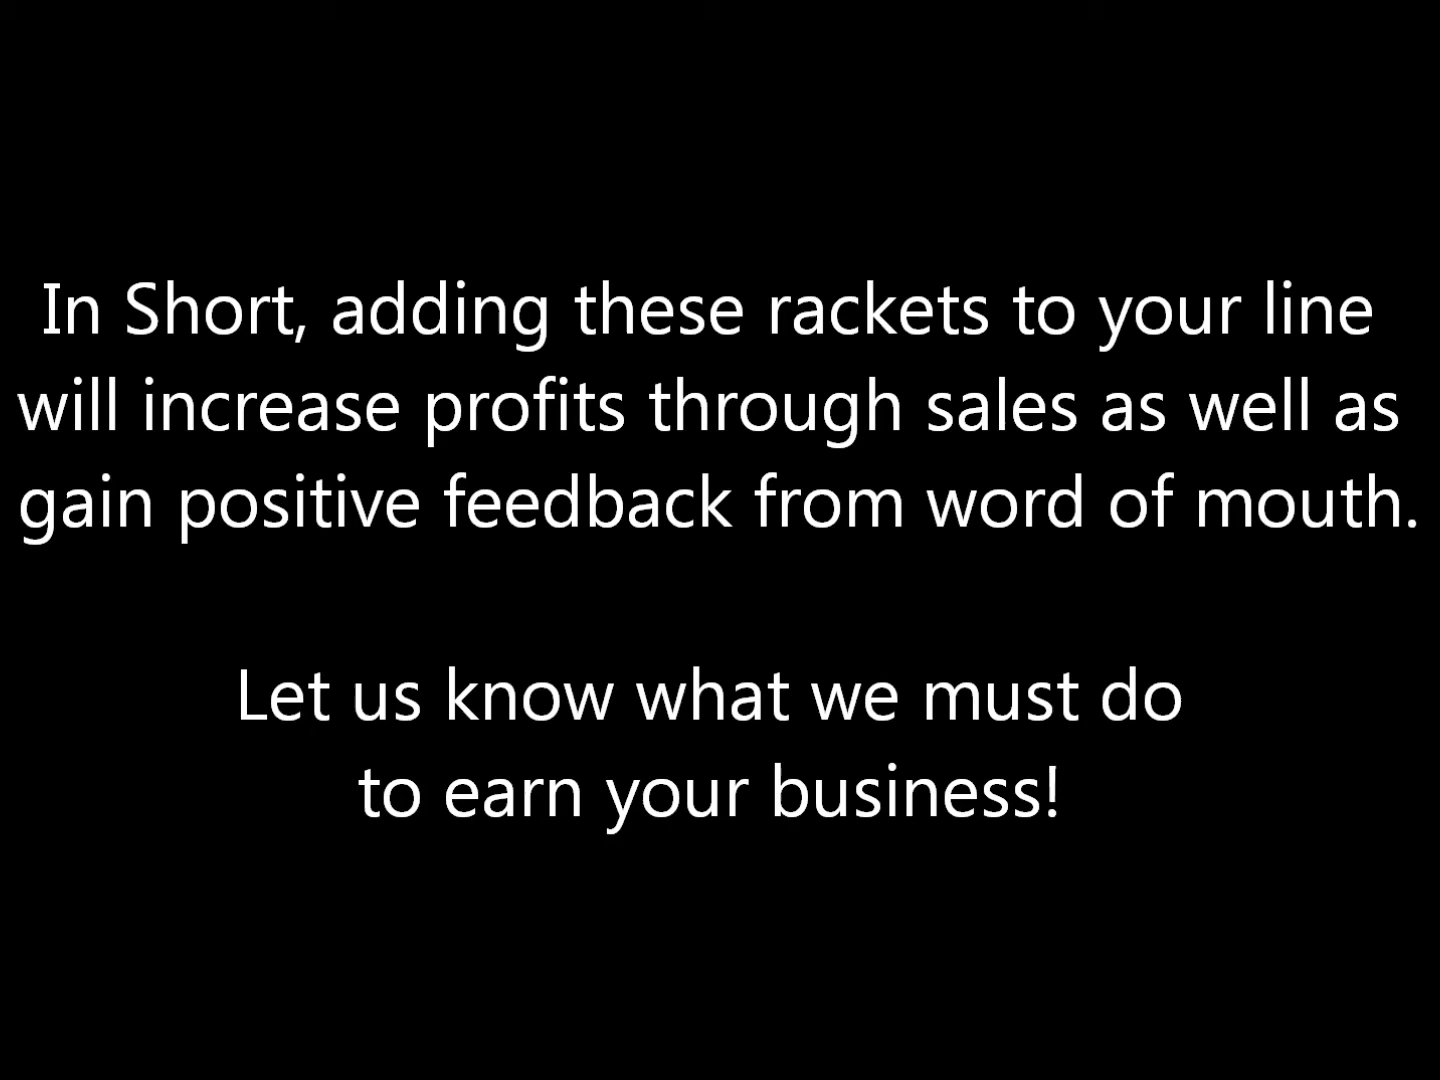 In Short, adding these rackets to your line
will increase profits through sales as well as
gain positive feedback from word of mouth.
Let us know what we must do
to earn your business!